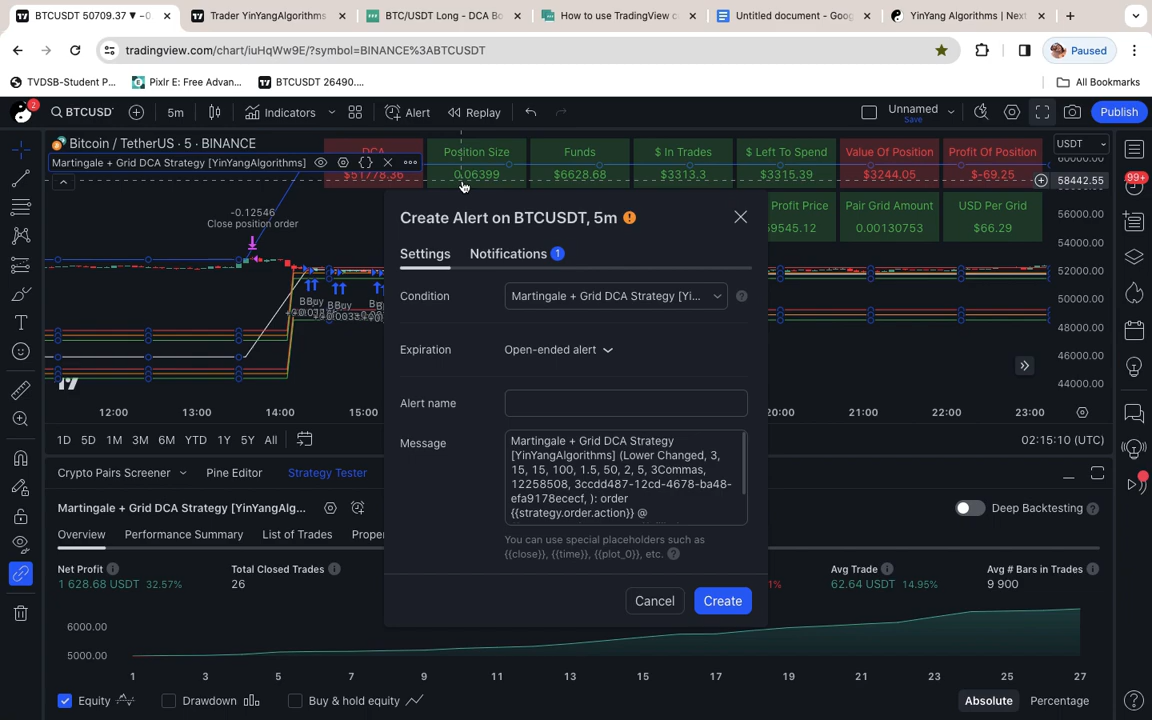 BTCUSDT 50709.37 ▼ −0
Trader YinYangAlgorithms
BTC/USDT Long - DCA Bo
How to use TradingView c
Untitled document - Goog
YinYang Algorithms | Next
tradingview.com/chart/iuHqWw9E/?symbol=BINANCE%3ABTCUSDT
Paused
TVDSB-Student P...
Pixlr E: Free Advan...
BTCUSDT 26490....
All Bookmarks
2
BTCUSD
5m
Indicators
Alert
Replay
Unnamed
Save
Publish
Bitcoin / TetherUS · 5 · BINANCE
Martingale + Grid DCA Strategy [YinYangAlgorithms]
DCA
$51778.36
Position Size
0.06399
Funds
$6628.68
$ In Trades
$3313.3
$ Left To Spend
$3315.39
Value Of Position
$3244.05
Profit Of Position
$-69.25
USDT
60000.00
58442.55
56000.00
54000.00
52000.00
50000.00
48000.00
46000.00
44000.00
Profit Price
Pair Grid Amount
0.00130753
USD Per Grid
$66.29
-0.12546
Close position order
BBuy
BBuy
99+
Create Alert on BTCUSDT, 5m
Settings
Notifications 1
Condition
Martingale + Grid DCA Strategy [Yi...
Expiration
Open-ended alert
Alert name
Message
Martingale + Grid DCA Strategy
[YinYangAlgorithms] (Lower Changed, 3,
15, 15, 100, 1.5, 50, 2, 5, 3Commas,
12258508, 3ccdd487-12cd-4678-ba48-
efa9178ececf, ): order
{{strategy.order.action}} @
You can use special placeholders such as
{{close}}, {{time}}, {{plot_0}}, etc.
Cancel
Create
12:00
13:00
14:00
15:00
20:00
21:00
22:00
23:00
1D 5D 1M 3M 6M YTD 1Y 5Y All
02:15:10 (UTC)
Crypto Pairs Screener
Pine Editor
Strategy Tester
Martingale + Grid DCA Strategy [YinYangAlg...
Deep Backtesting
Overview
Performance Summary
List of Trades
Prope
Net Profit
1 628.68 USDT 32.57%
Total Closed Trades
26
Avg Trade
62.64 USDT 14.95%
Avg # Bars in Trades
9 900
6000.00
5000.00
1 3 5 7 9 11 13 15 17 19 21 23 25 27
Equity
Drawdown
Buy & hold equity
Absolute
Percentage